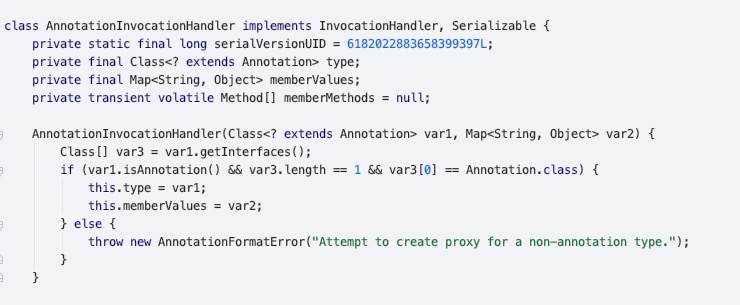 class AnnotationInvocationHandler implements InvocationHandler, Serializable {
    private static final long serialVersionUID = 6182022883658399397L;
    private final Class<? extends Annotation> type;
    private final Map<String, Object> memberValues;
    private transient volatile Method[] memberMethods = null;

    AnnotationInvocationHandler(Class<? extends Annotation> var1, Map<String, Object> var2) {
        Class[] var3 = var1.getInterfaces();
        if (var1.isAnnotation() && var3.length == 1 && var3[0] == Annotation.class) {
            this.type = var1;
            this.memberValues = var2;
        } else {
            throw new AnnotationFormatError("Attempt to create proxy for a non-annotation type.");
        }
    }